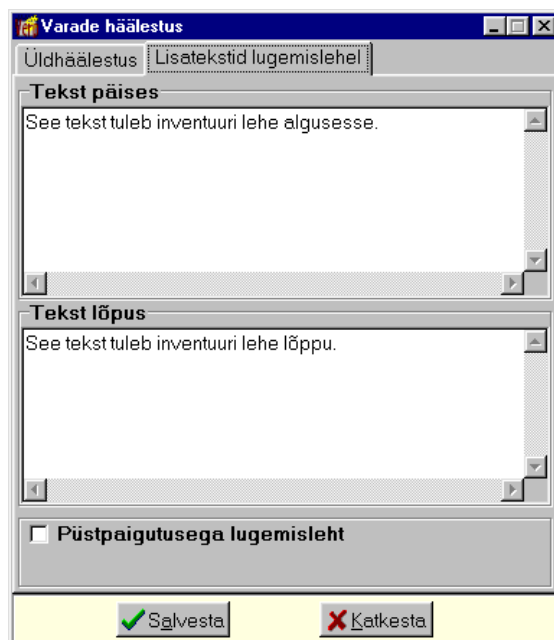 Varade häälestus
Üldhäälestus Lisatekstid lugemislehel
Tekst päises
See tekst tuleb inventuuri lehe algusesse.
Tekst lõpus
See tekst tuleb inventuuri lehe lõppu.
Püstpaigutusega lugemisleht
Salvesta Katkesta